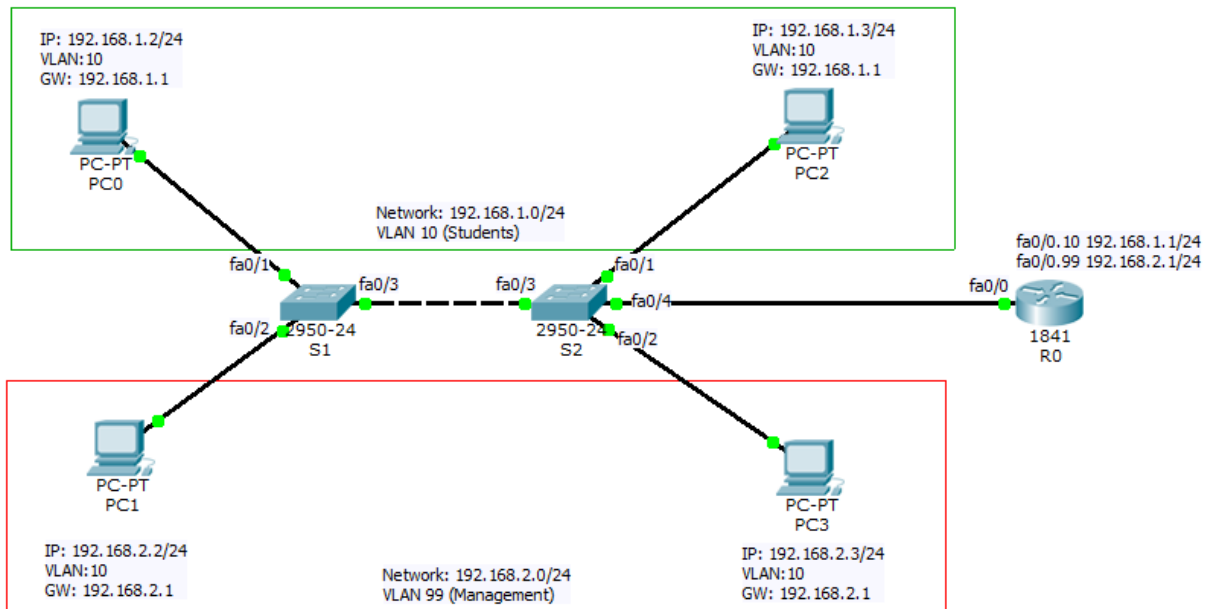 IP: 192.168.1.2/24
VLAN:10
GW: 192.168.1.1
PC-PT
PC0
IP: 192.168.1.3/24
VLAN:10
GW: 192.168.1.1
PC-PT
PC2
Network: 192.168.1.0/24
VLAN 10 (Students)
fa0/0.10 192.168.1.1/24
fa0/0.99 192.168.2.1/24
fa0/1
fa0/3
fa0/2
2950-24
S1
fa0/3
fa0/1
fa0/4
fa0/2
2950-24
S2
fa0/0
1841
R0
PC-PT
PC1
IP: 192.168.2.2/24
VLAN:10
GW: 192.168.2.1
Network: 192.168.2.0/24
VLAN 99 (Management)
PC-PT
PC3
IP: 192.168.2.3/24
VLAN:10
GW: 192.168.2.1